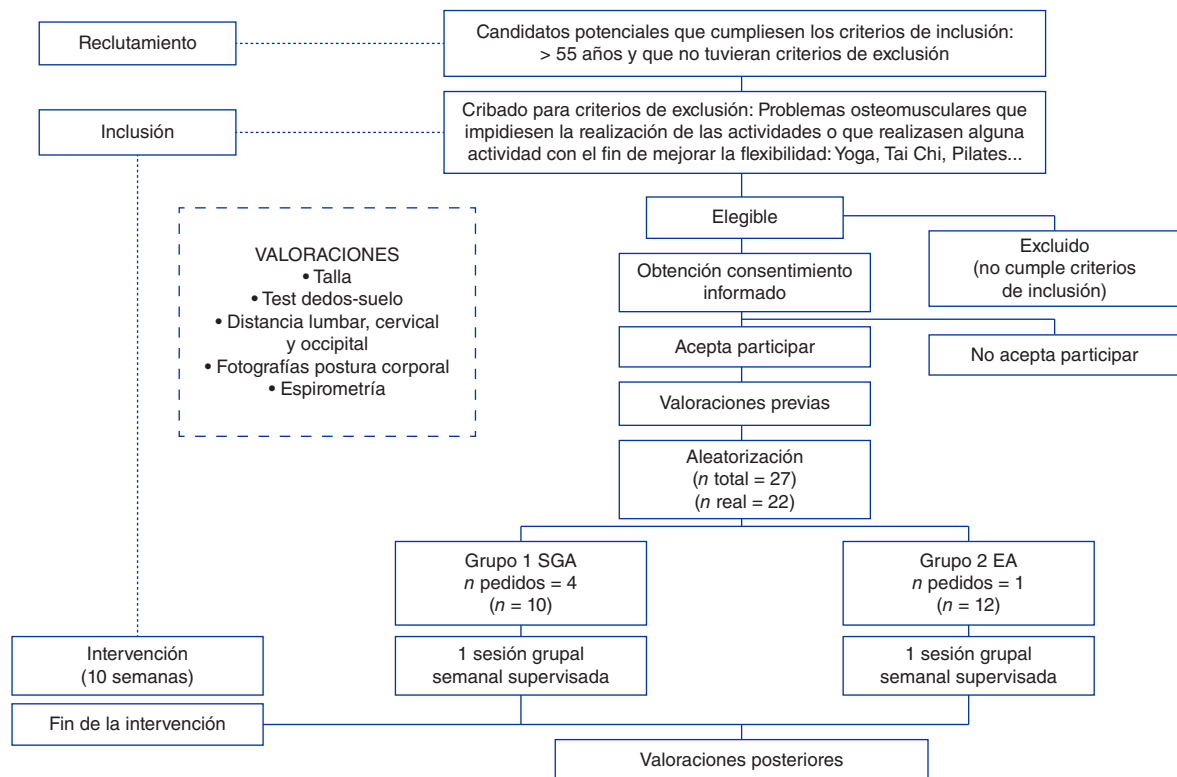 Reclutamiento
Candidatos potenciales que cumpliesen los criterios de inclusión:
> 55 años y que no tuvieran criterios de exclusión
Inclusión
Cribado para criterios de exclusión: Problemas osteomusculares que
impidiesen la realización de las actividades o que realizasen alguna
actividad con el fin de mejorar la flexibilidad: Yoga, Tai Chi, Pilates...
Elegible
Excluido
(no cumple criterios
de inclusión)
VALORACIONES
• Talla
• Test dedos-suelo
• Distancia lumbar, cervical
y occipital
• Fotografías postura corporal
• Espirometría
Obtención consentimiento
informado
Acepta participar
No acepta participar
Valoraciones previas
Aleatorización
(n total = 27)
(n real = 22)
Grupo 1 SGA
n pedidos = 4
(n = 10)
Grupo 2 EA
n pedidos = 1
(n = 12)
Intervención
(10 semanas)
1 sesión grupal
semanal supervisada
1 sesión grupal
semanal supervisada
Fin de la intervención
Valoraciones posteriores